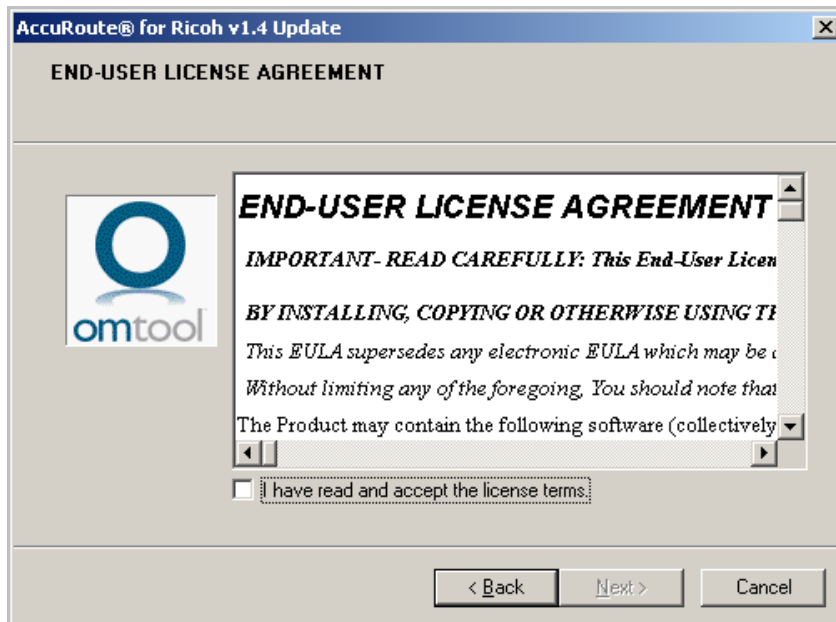 AccuRoute® for Ricoh v1.4 Update
END-USER LICENSE AGREEMENT
END-USER LICENSE AGREEMENT
IMPORTANT- READ CAREFULLY: This End-User Licen
BY INSTALLING, COPYING OR OTHERWISE USING
This EULA supersedes any electronic EULA which may be
Without limiting any of the foregoing, You should note that
The Product may contain the following software (collectively
omtool
I have read and accept the license terms.
< Back Next > Cancel